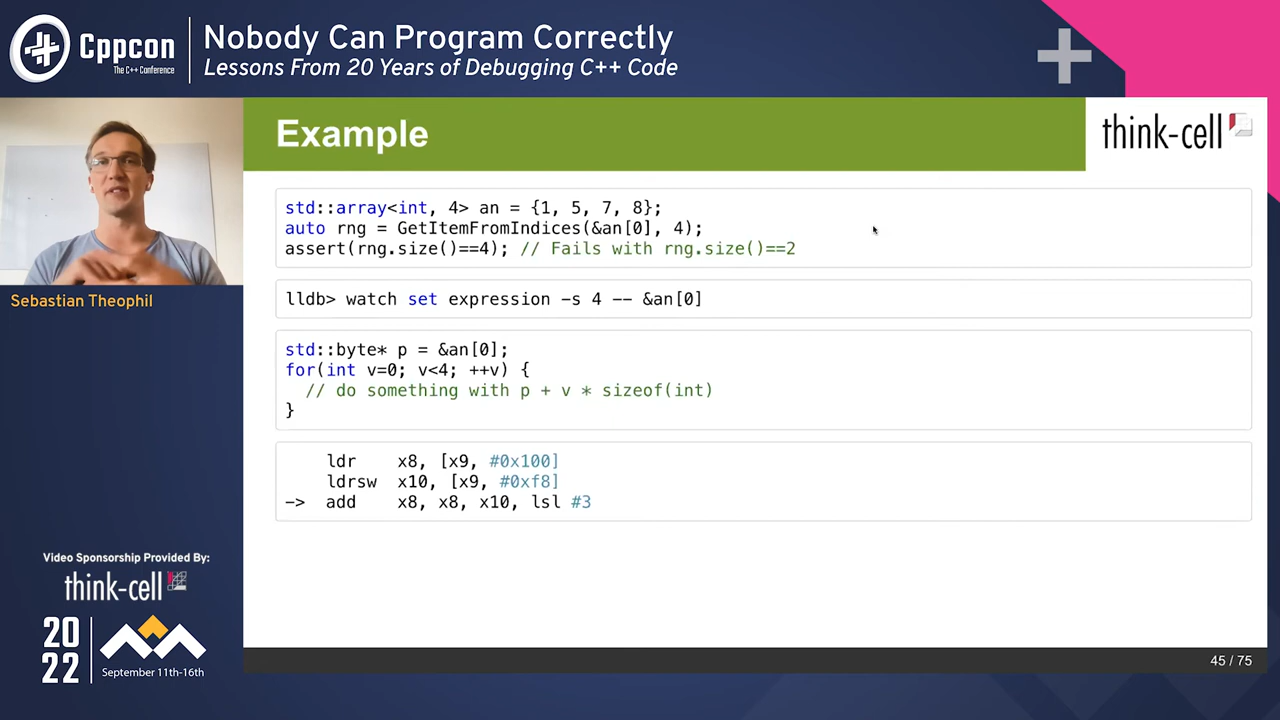 Cppcon
The C++ Conference
Nobody Can Program Correctly
Lessons From 20 Years of Debugging C++ Code
Example
think-cell
std::array<int, 4> an = {1, 5, 7, 8};
auto rng = GetItemFromIndices(&an[0], 4);
assert(rng.size()==4); // Fails with rng.size()==2
Sebastian Theophil
lldb> watch set expression -s 4 -- &an[0]
std::byte* p = &an[0];
for(int v=0; v<4; ++v) {
// do something with p + v * sizeof(int)
}
ldr x8, [x9, #0x100]
ldrsw x10, [x9, #0xf8]
-> add x8, x8, x10, lsl #3
Video Sponsorship Provided By:
think-cell
20
22
September 11th-16th
45 / 75